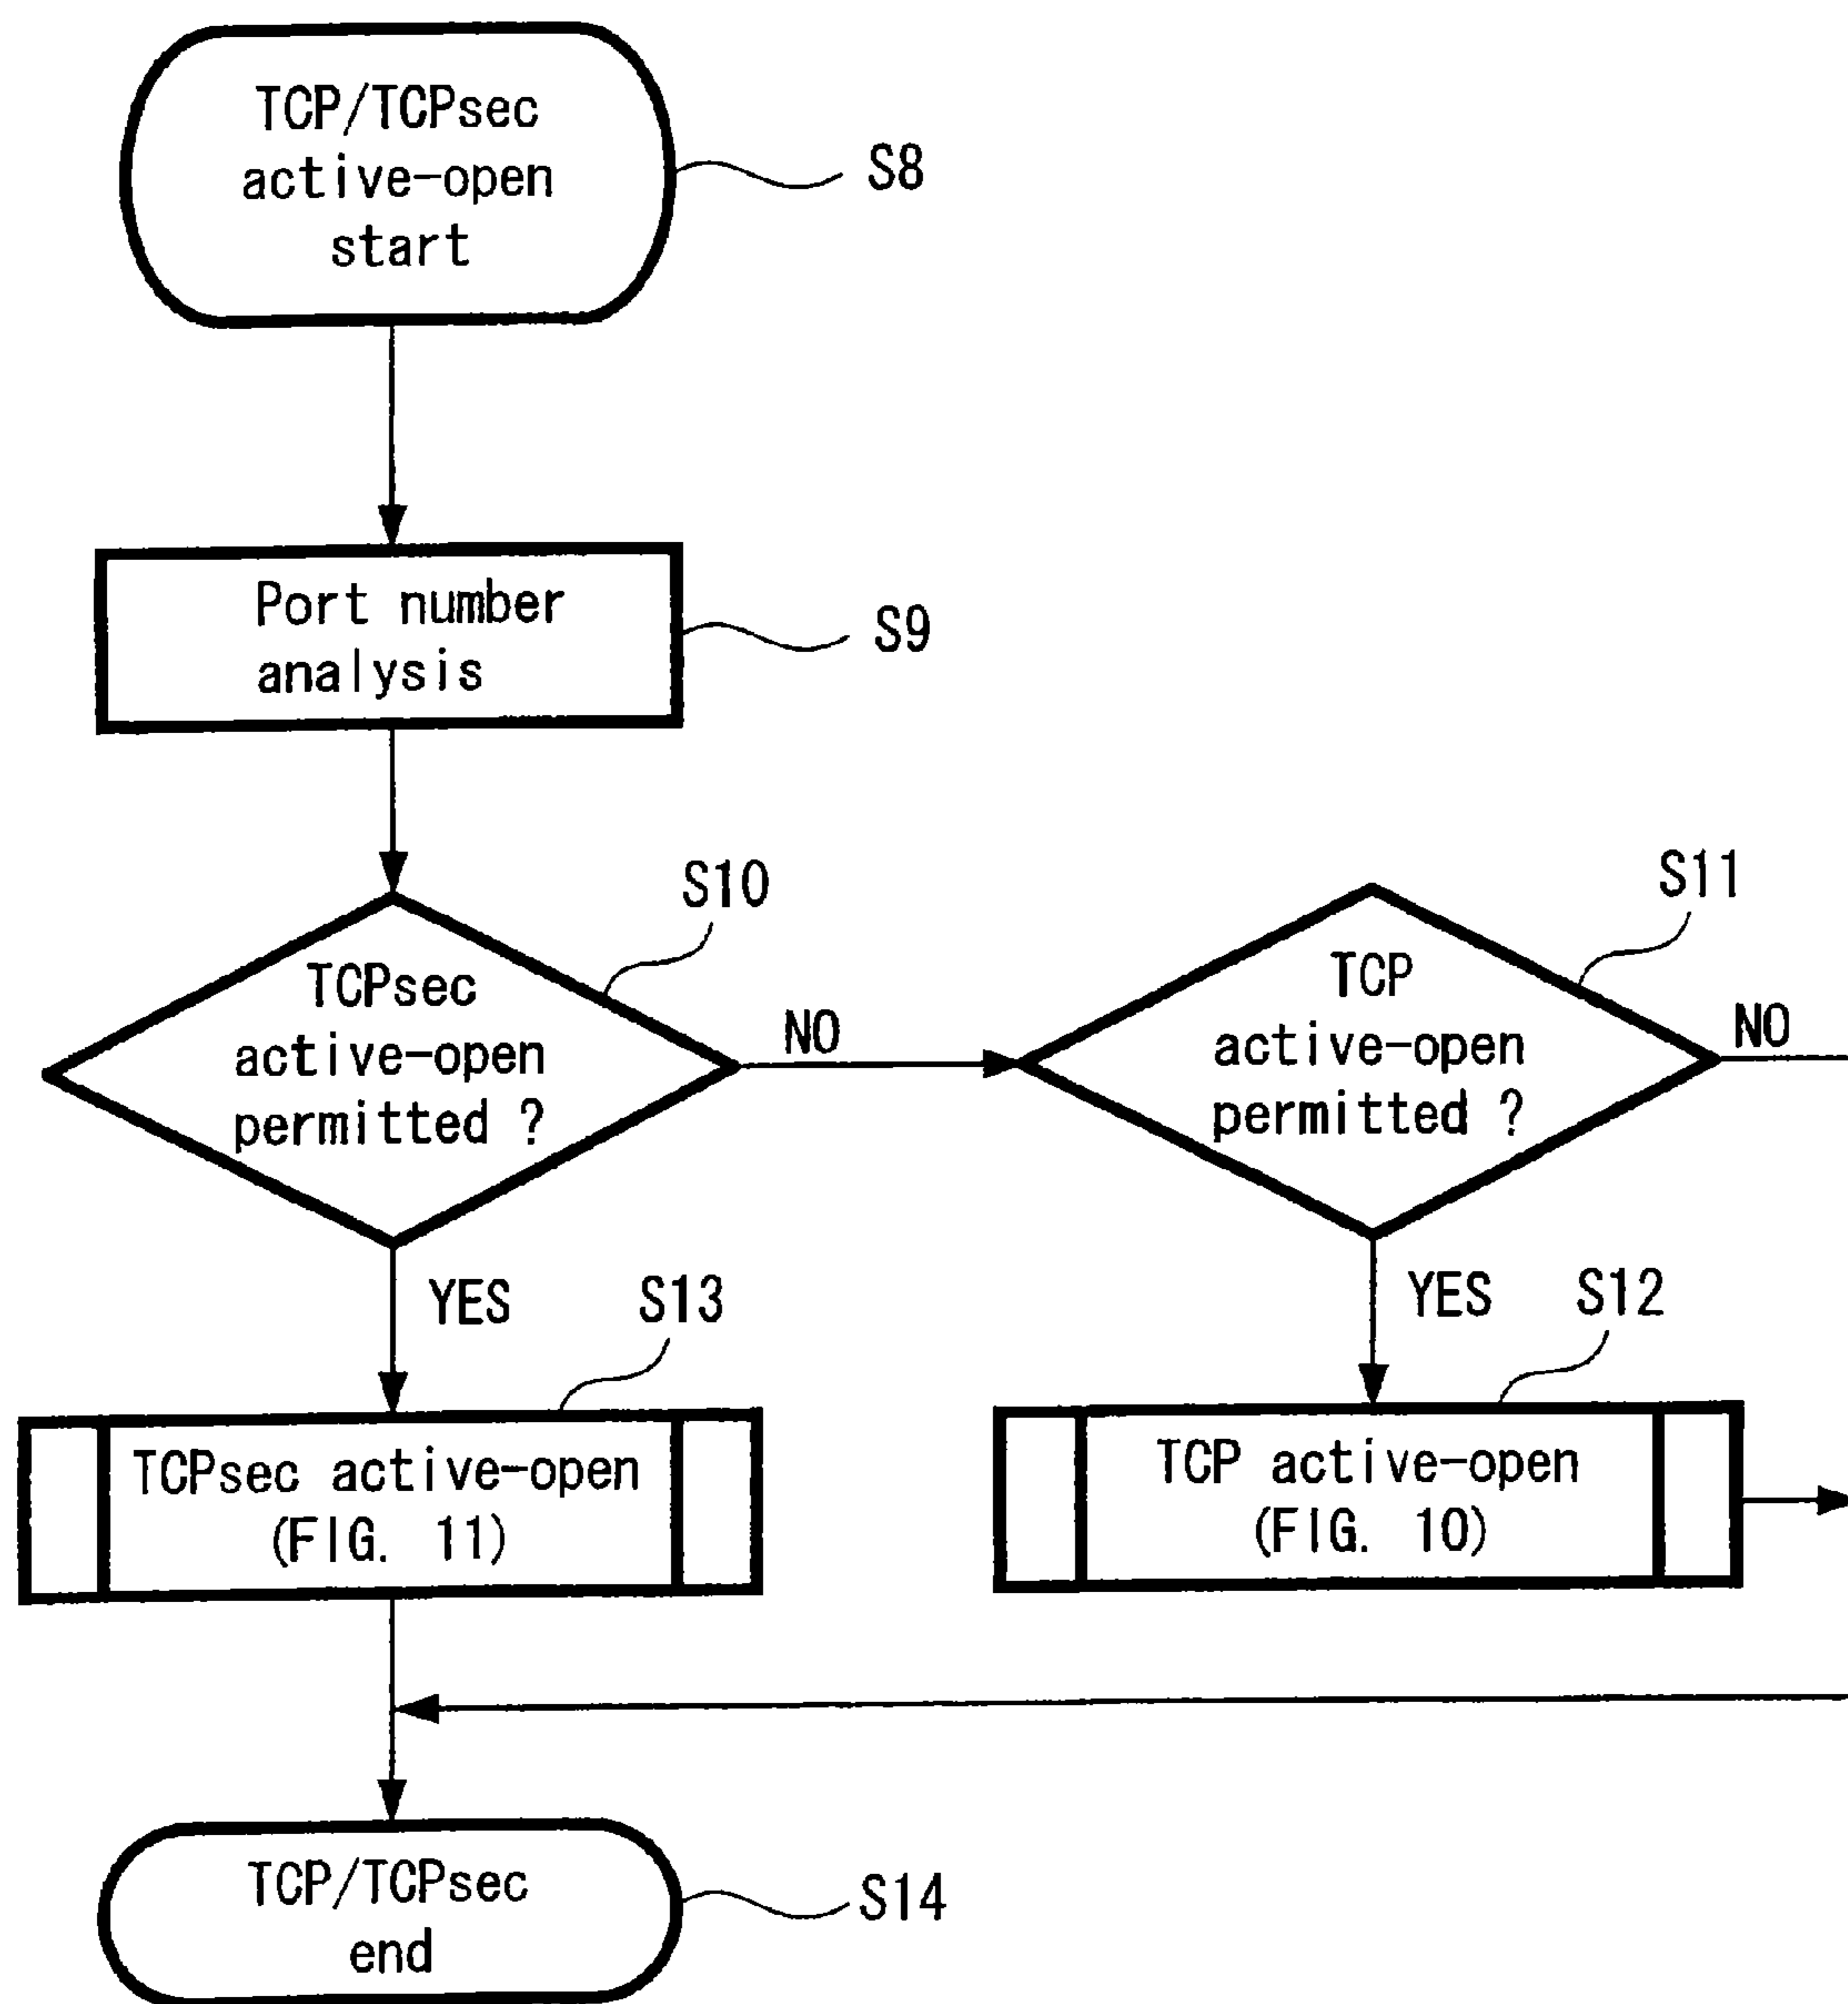 TCP/TCPsec
active-open
start
S8
Port number
analysis
S9
S10
TCPsec
active-open
permitted ?
NO
S11
TCP
active-open
permitted ?
NO
YES
S13
YES
S12
TCPsec active-open
(FIG. 11)
TCP active-open
(FIG. 10)
TCP/TCPsec
end
S14